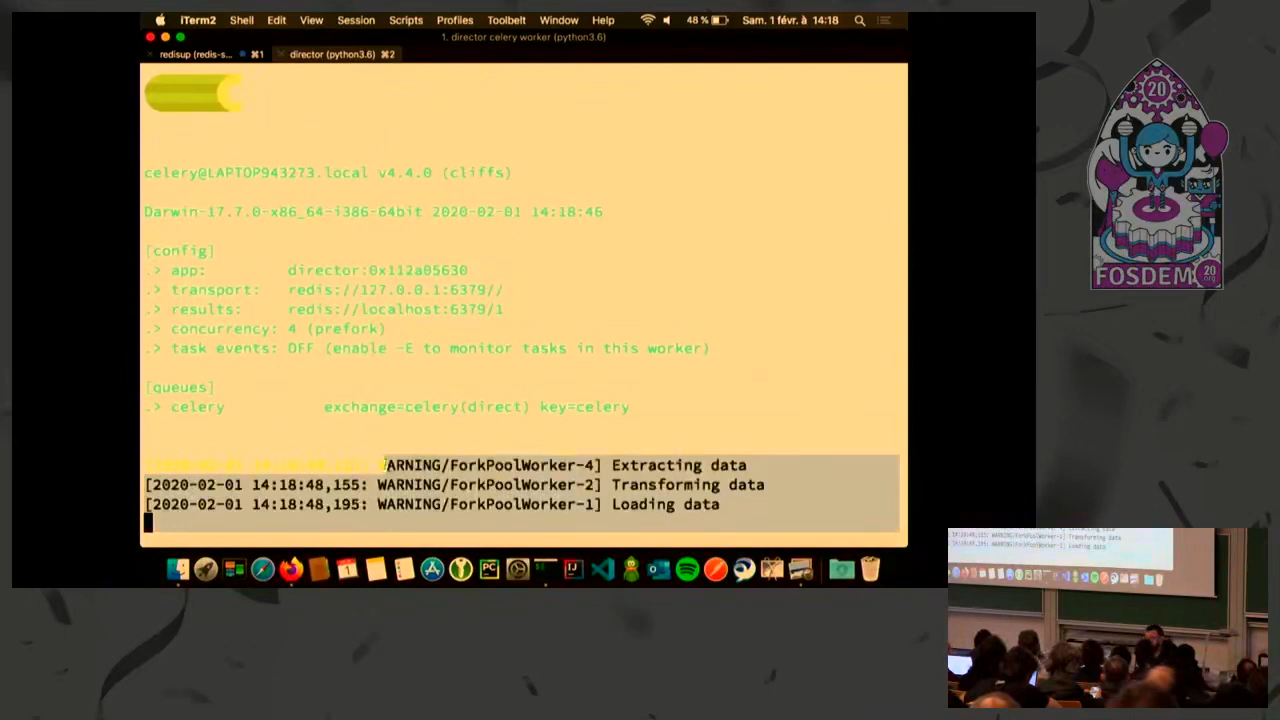 iTerm2 Shell Edit View Session Scripts Profiles Toolbelt Window Help 48 % Sam. 1 févr. à 14:18
1. director celery worker (python3.6)
redisup (redis-s... ⌘1 director (python3.6) ⌘2
celery@LAPTOP943273.local v4.4.0 (cliffs)
Darwin-17.7.0-x86_64-i386-64bit 2020-02-01 14:18:46
[config]
.> app: director:0x112a05630
.> transport: redis://127.0.0.1:6379//
.> results: redis://localhost:6379/1
.> concurrency: 4 (prefork)
.> task events: OFF (enable -E to monitor tasks in this worker)
[queues]
.> celery exchange=celery(direct) key=celery
WARNING/ForkPoolWorker-4] Extracting data
[2020-02-01 14:18:48,155: WARNING/ForkPoolWorker-2] Transforming data
[2020-02-01 14:18:48,195: WARNING/ForkPoolWorker-1] Loading data
20
FOSDEM 20
.org